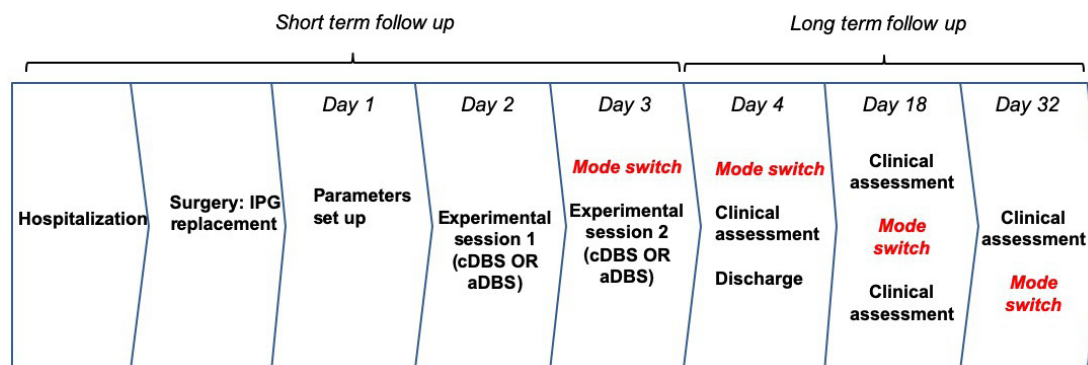 Short term follow up
Long term follow up
Hospitalization
Surgery: IPG
replacement
Day 1
Parameters
set up
Day 2
Experimental
session 1
(cDBS OR
aDBS)
Day 3
Mode switch
Experimental
session 2
(cDBS OR
aDBS)
Day 4
Mode switch
Clinical
assessment
Discharge
Day 18
Clinical
assessment
Mode
switch
Clinical
assessment
Day 32
Clinical
assessment
Mode
switch